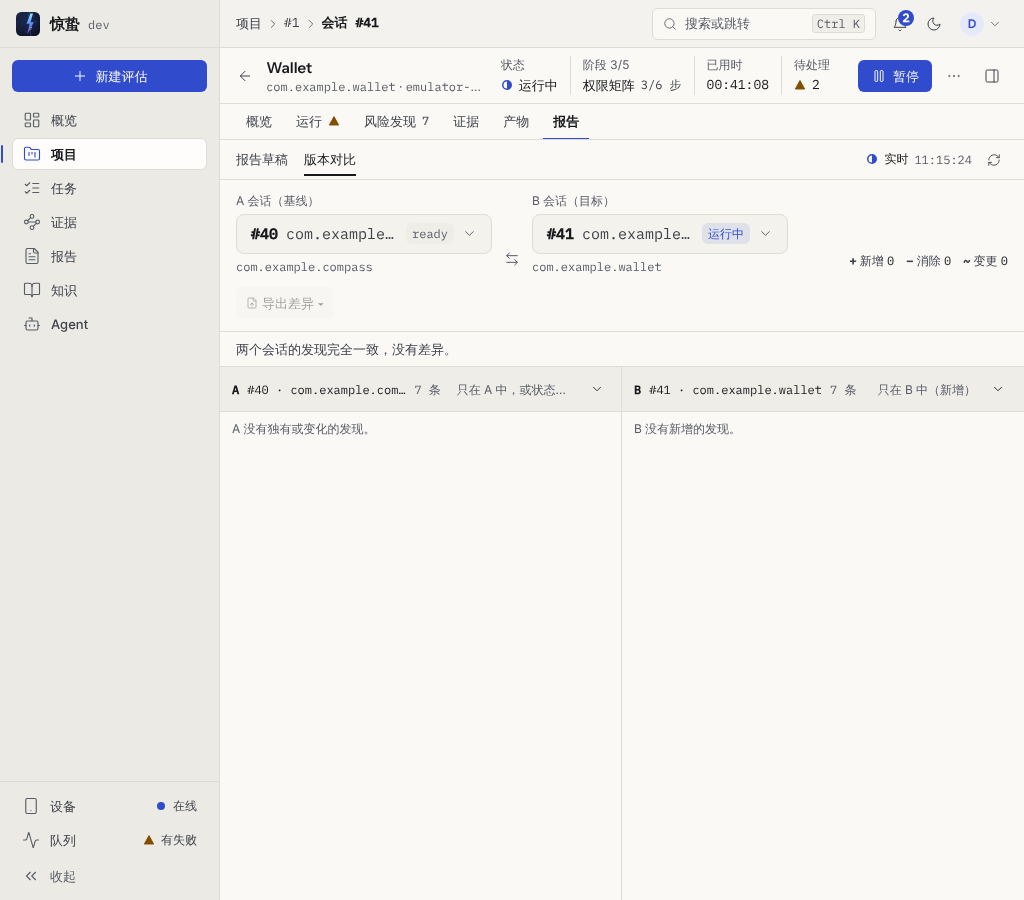 惊蛰 dev
项目 #1 会话 #41
搜索或跳转 Ctrl K
2
D
新建评估
概览
项目
任务
证据
报告
知识
Agent
设备 在线
队列 有失败
收起
Wallet
com.example.wallet · emulator-…
状态
运行中
阶段 3/5
权限矩阵 3/6 步
已用时
00:41:08
待处理
2
暂停
概览 运行 风险发现 7 证据 产物 报告
报告草稿 版本对比
实时 11:15:24
A 会话（基线）
#40 com.example… ready
com.example.compass
B 会话（目标）
#41 com.example… 运行中
com.example.wallet
+ 新增 0 − 消除 0 ~ 变更 0
导出差异
两个会话的发现完全一致，没有差异。
A #40 · com.example.com… 7 条 只在 A 中，或状态…
B #41 · com.example.wallet 7 条 只在 B 中（新增）
A 没有独有或变化的发现。
B 没有新增的发现。